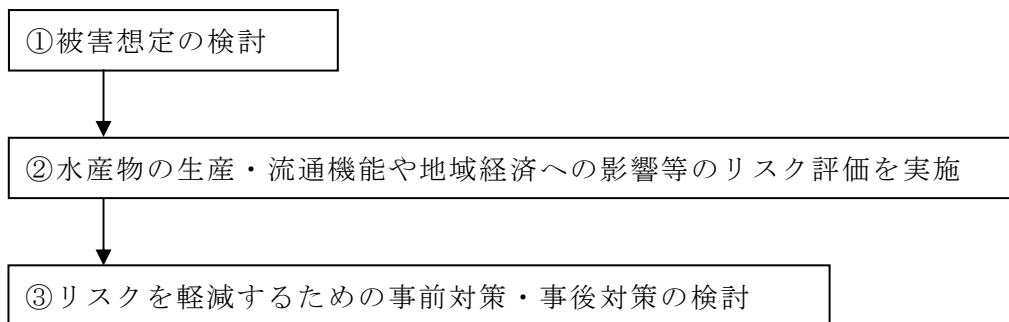 ①被害想定の検討
②水産物の生産・流通機能や地域経済への影響等のリスク評価を実施
③リスクを軽減するための事前対策・事後対策の検討